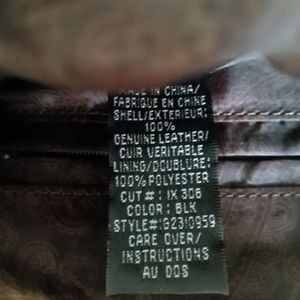 MADE IN CHINA/
FABRIQUE EN CHINE
SHELL/EXTERIEUR:
100%
GENUINE LEATHER/
CUIR VERITABLE
LINING/DOUBLURE:
100% POLYESTER
CUT#: IX 306
COLOR: BLK
STYLE#:G2310959
CARE OVER/
INSTRUCTIONS
AU DOS